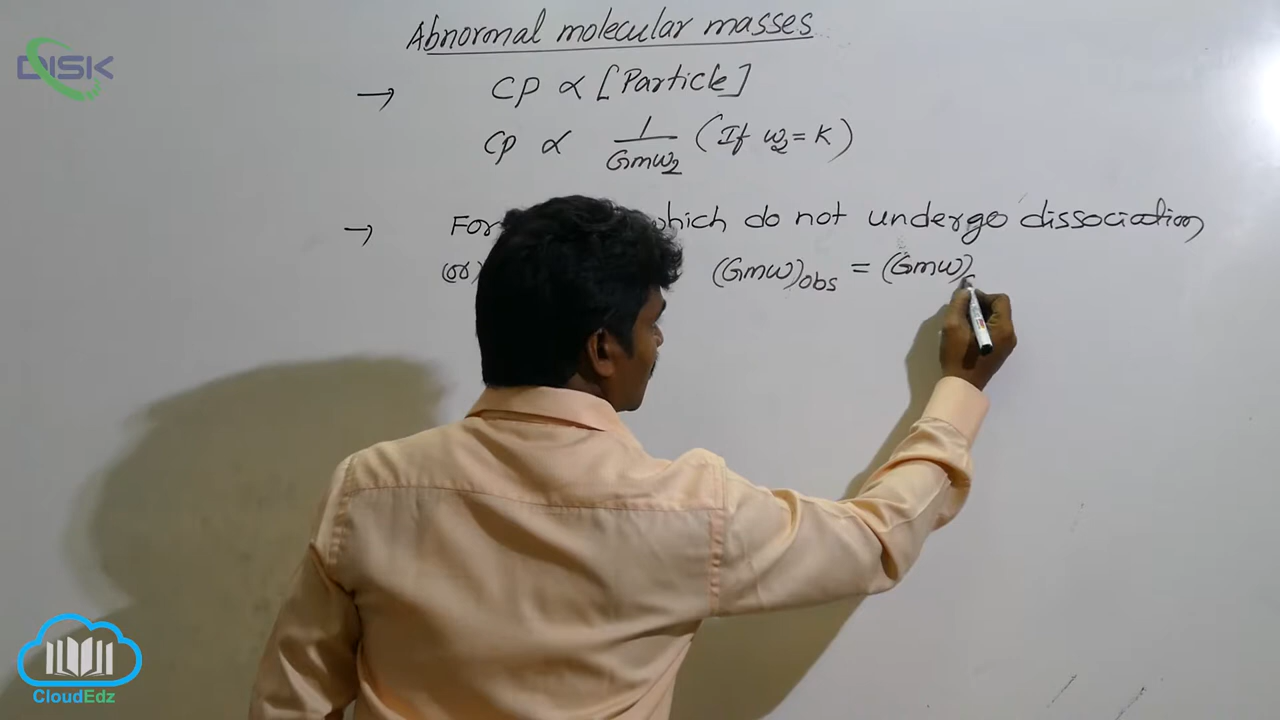 DISK
Abnormal molecular masses
→ CP ∝ [Particle]
CP ∝ 1/GMW₂ (If w₂ = K)
→ For which do not undergo dissociation
(or) (GMW)obs = (GMW)
CloudEdz